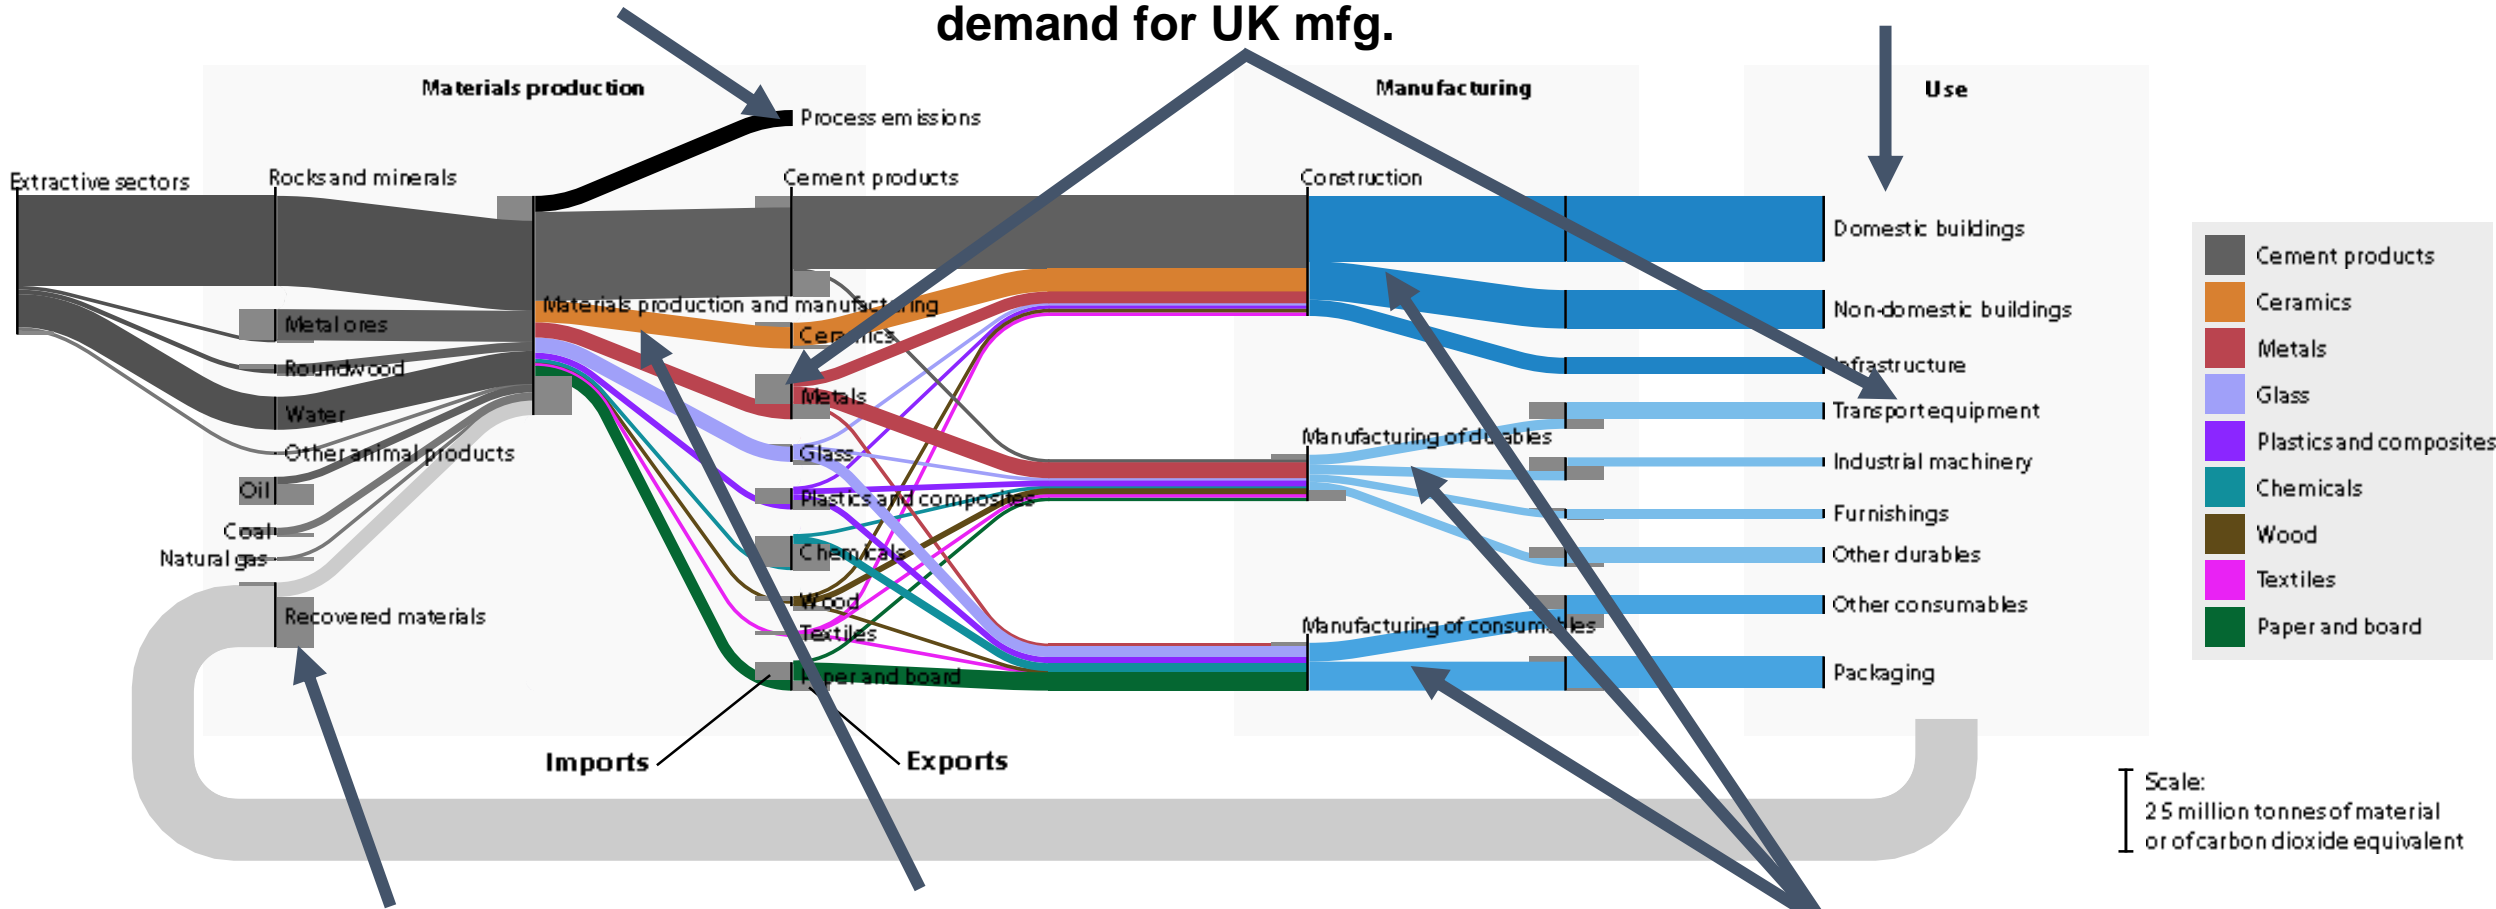 demand for UK mfg.
Materials production
Manufacturing
Use
Process emissions
Extractive sectors
Rocks and minerals
Cement products
Construction
Domestic buildings
Materials production and manufacturing
Metal ores
Ceramics
Non-domestic buildings
Roundwood
Infrastructure
Metals
Water
Transport equipment
Manufacturing of durables
Other animal products
Glass
Industrial machinery
Oil
Plastics and composites
Furnishings
Coal
Chemicals
Other durables
Natural gas
Wood
Other consumables
Recovered materials
Textiles
Manufacturing of consumables
Paper and board
Packaging
Imports
Exports
Cement products
Ceramics
Metals
Glass
Plastics and composites
Chemicals
Wood
Textiles
Paper and board
Scale:
25 million tonnes of material
or of carbon dioxide equivalent